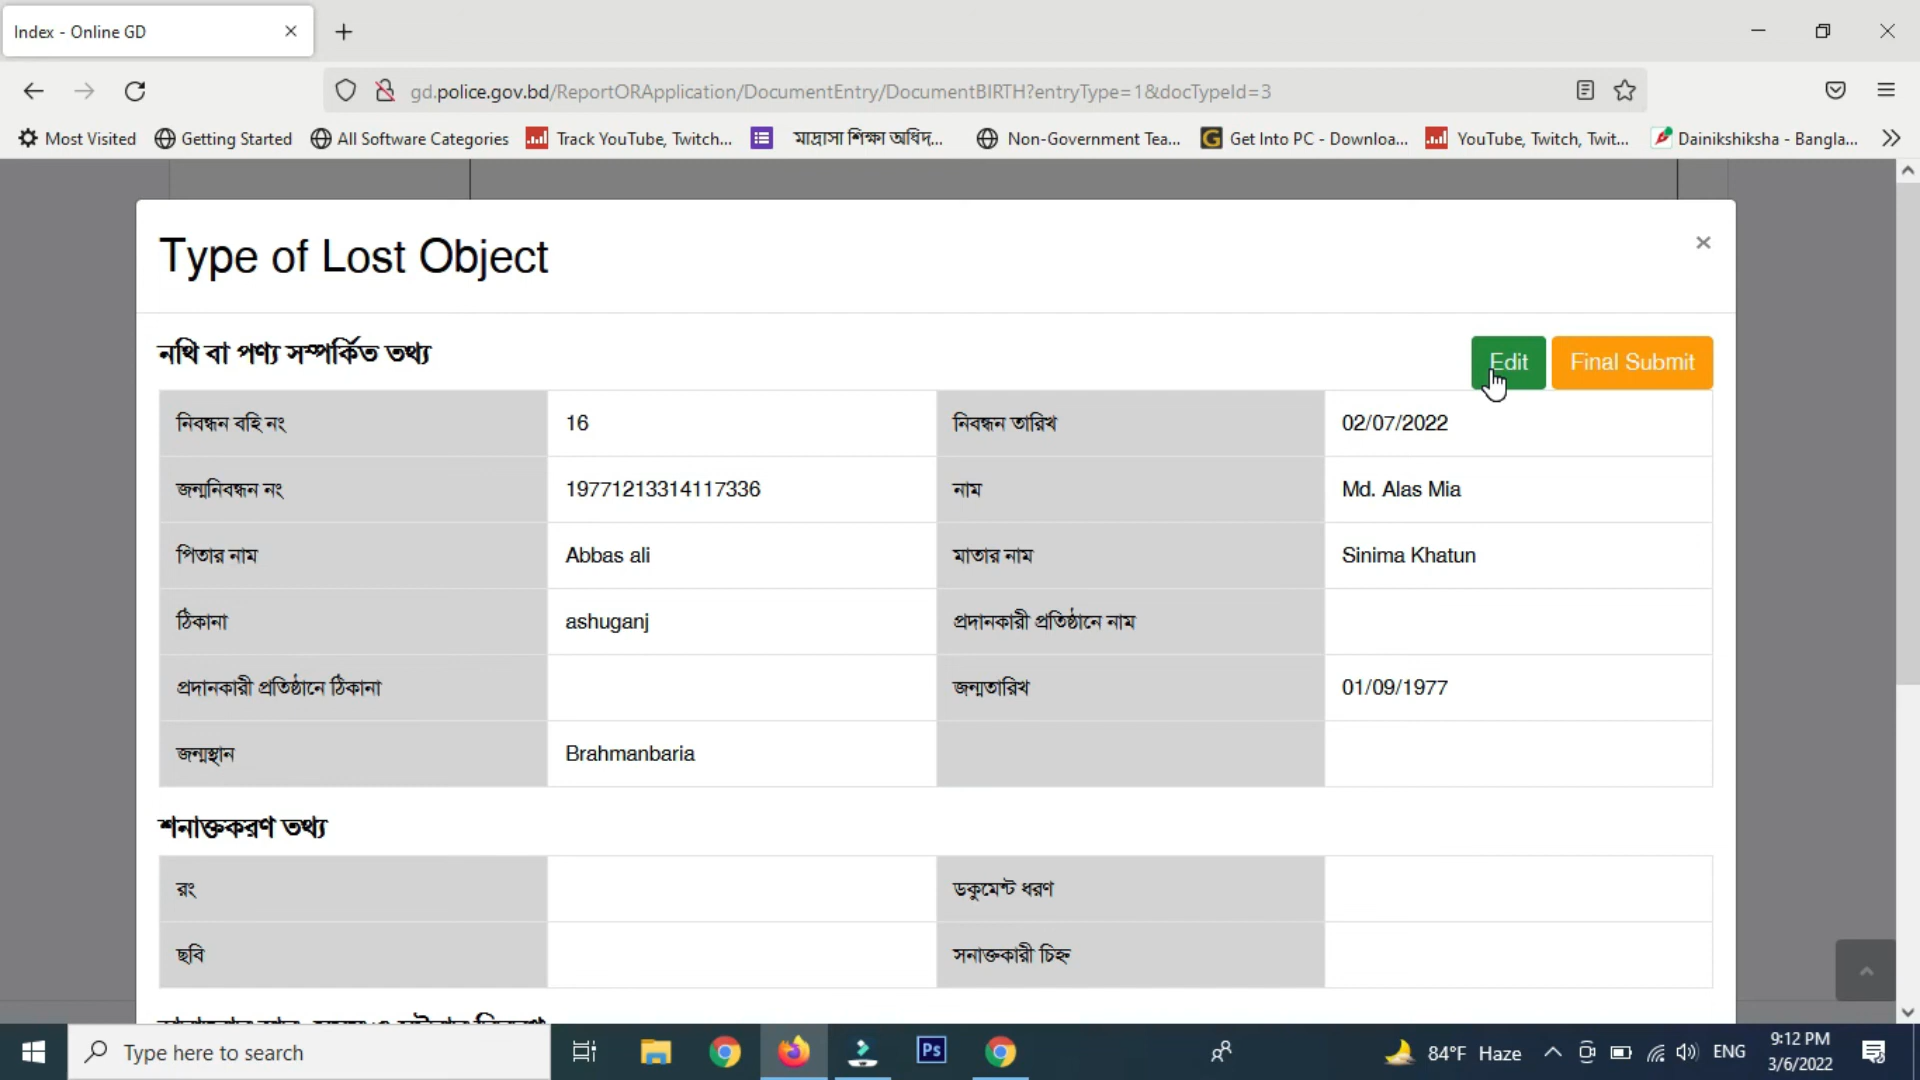 Index - Online GD
gd.police.gov.bd/ReportORApplication/DocumentEntry/DocumentBIRTH?entryType=1&docTypeId=3
Most Visited Getting Started All Software Categories Track YouTube, Twitch... মাদ্রাসা শিক্ষা অধিদ... Non-Government Tea... Get Into PC - Downloa... YouTube, Twitch, Twit... Dainikshiksha - Bangla...
Type of Lost Object
নথি বা পণ্য সম্পর্কিত তথ্য Edit Final Submit
নিবন্ধন বহি নং 16 নিবন্ধন তারিখ 02/07/2022
জন্মনিবন্ধন নং 19771213314117336 নাম Md. Alas Mia
পিতার নাম Abbas ali মাতার নাম Sinima Khatun
ঠিকানা ashuganj প্রদানকারী প্রতিষ্ঠানে নাম
প্রদানকারী প্রতিষ্ঠানে ঠিকানা জন্মতারিখ 01/09/1977
জন্মস্থান Brahmanbaria
শনাক্তকরণ তথ্য
রং ডকুমেন্ট ধরণ
ছবি সনাক্তকারী চিহ্ন
Type here to search Ps 84°F Haze ENG 9:12 PM
3/6/2022